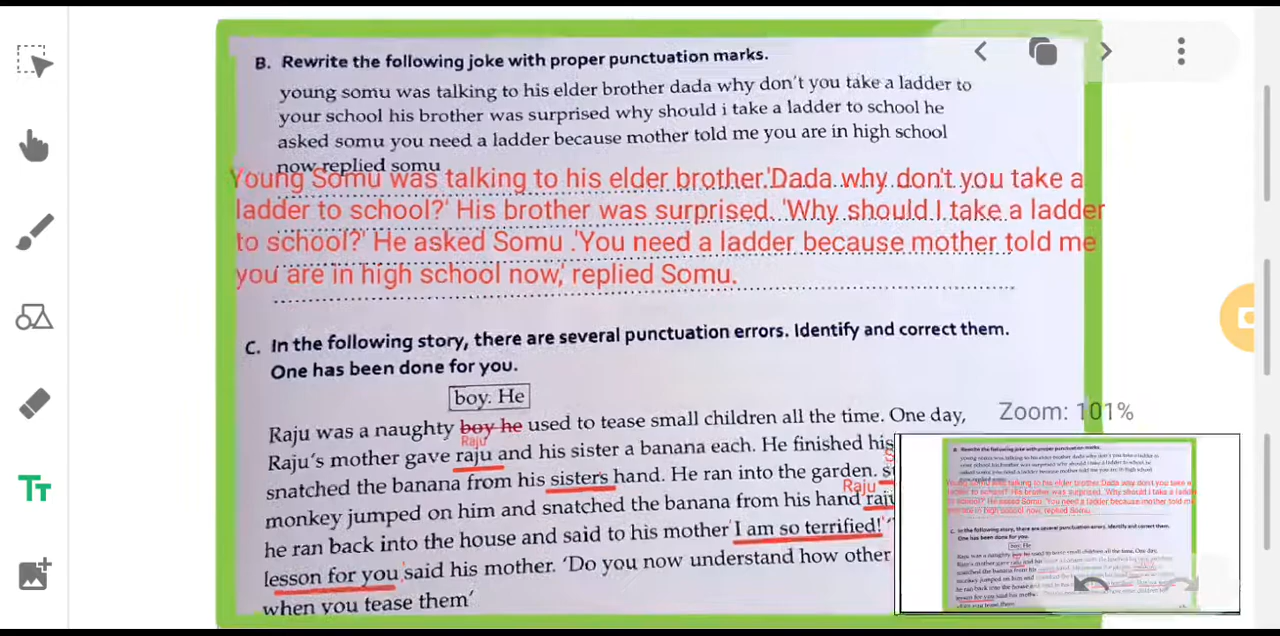 B. Rewrite the following joke with proper punctuation marks.
young somu was talking to his elder brother dada why don't you take a ladder to
your school his brother was surprised why should i take a ladder to school he
asked somu you need a ladder because mother told me you are in high school
now replied somu
Young Somu was talking to his elder brother.'Dada why don't you take a
ladder to school?' His brother was surprised. 'Why should I take a ladder
to school?' He asked Somu .'You need a ladder because mother told me
you are in high school now,' replied Somu.
C. In the following story, there are several punctuation errors. Identify and correct them.
One has been done for you.
boy. He
Raju was a naughty boy he used to tease small children all the time. One day,
Zoom: 101%
Raju
Raju's mother gave raju and his sister a banana each. He finished his
snatched the banana from his sisters hand. He ran into the garden.
Raju
monkey jumped on him and snatched the banana from his hand
he ran back into the house and said to his mother I am so terrified!'
lesson for you said his mother. 'Do you now understand how other
when you tease them'
TT